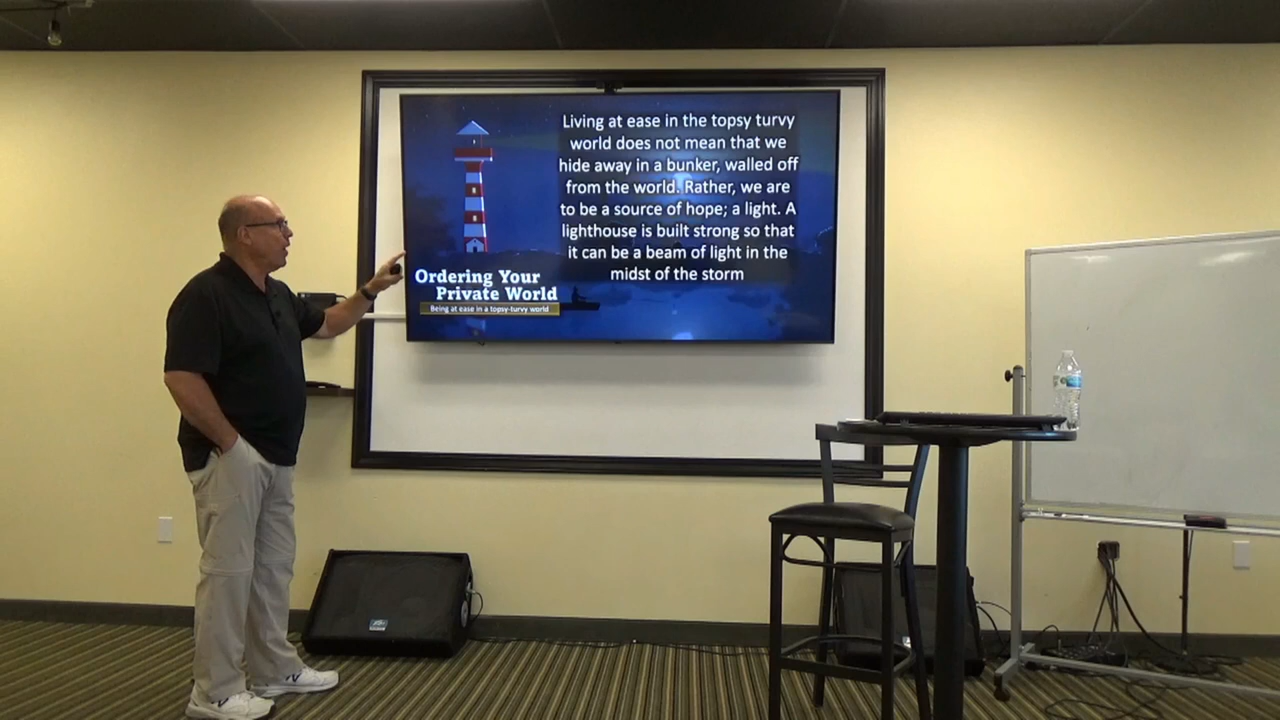 Living at ease in the topsy turvy
world does not mean that we
hide away in a bunker, walled off
from the world. Rather, we are
to be a source of hope; a light. A
lighthouse is built strong so that
it can be a beam of light in the
midst of the storm
Ordering Your
Private World
Being at ease in a topsy-turvy world